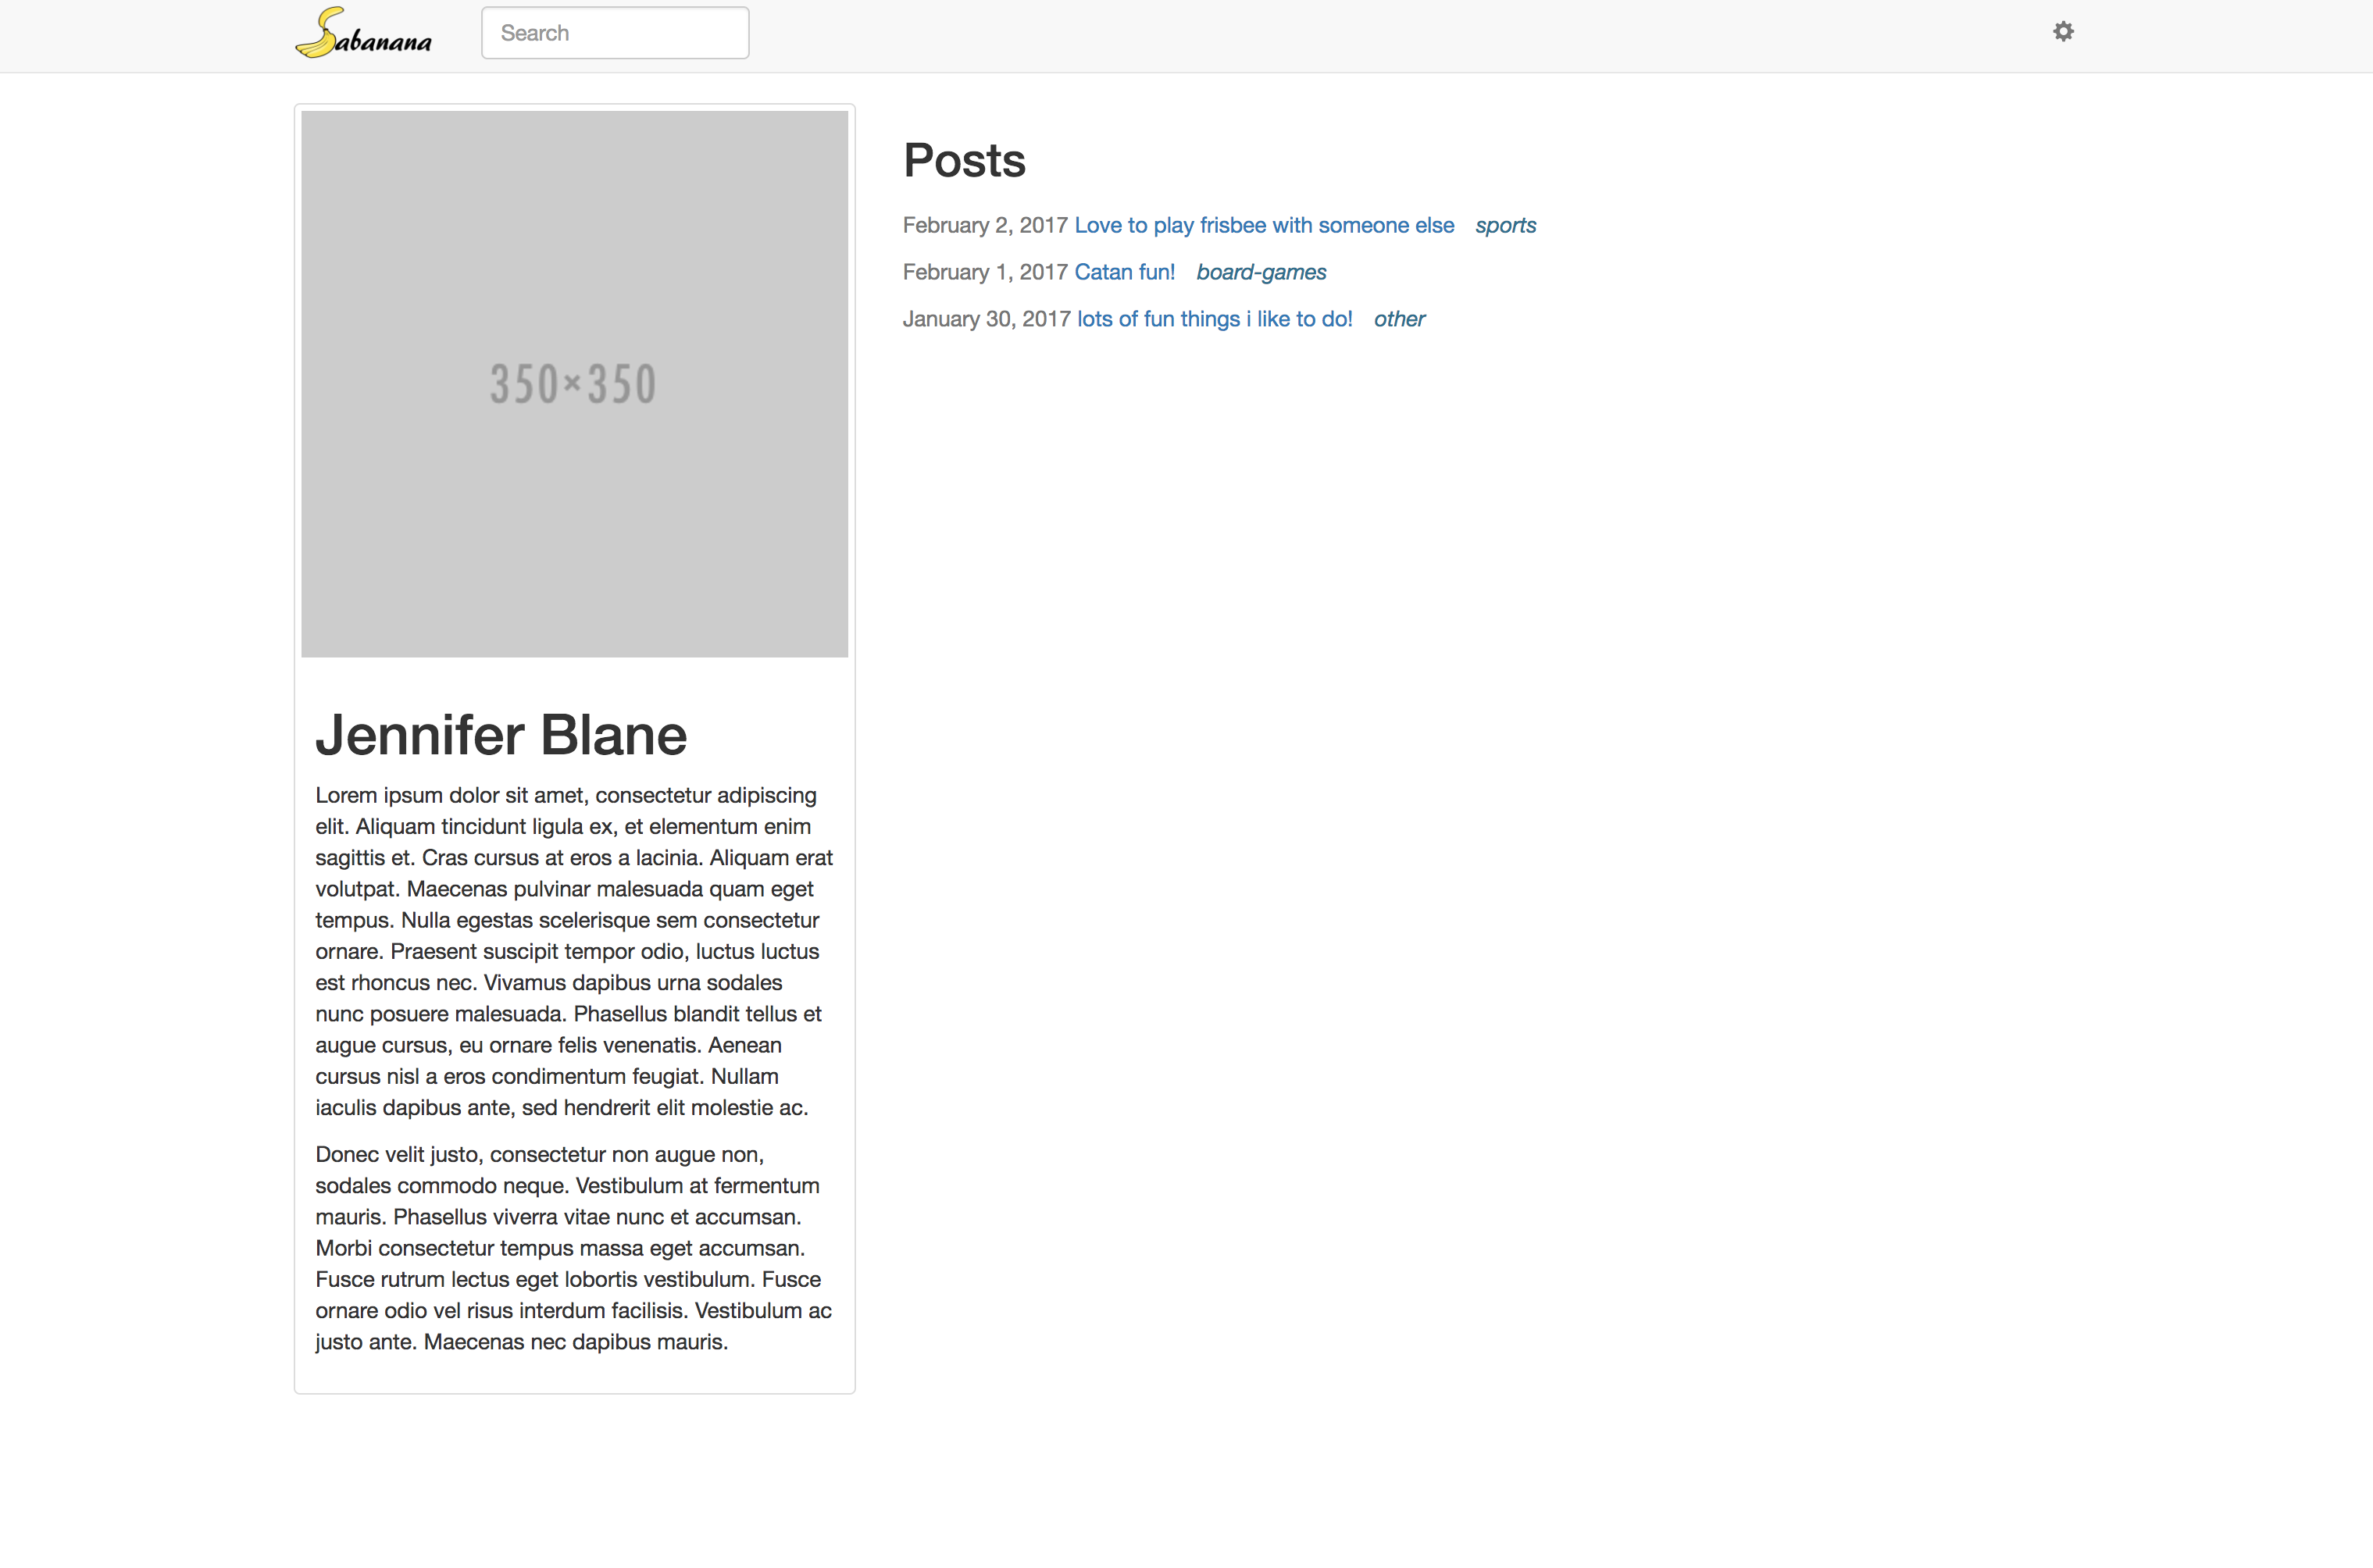 Sabanana
Search
350×350
Jennifer Blane
Lorem ipsum dolor sit amet, consectetur adipiscing
elit. Aliquam tincidunt ligula ex, et elementum enim
sagittis et. Cras cursus at eros a lacinia. Aliquam erat
volutpat. Maecenas pulvinar malesuada quam eget
tempus. Nulla egestas scelerisque sem consectetur
ornare. Praesent suscipit tempor odio, luctus luctus
est rhoncus nec. Vivamus dapibus urna sodales
nunc posuere malesuada. Phasellus blandit tellus et
augue cursus, eu ornare felis venenatis. Aenean
cursus nisl a eros condimentum feugiat. Nullam
iaculis dapibus ante, sed hendrerit elit molestie ac.
Donec velit justo, consectetur non augue non,
sodales commodo neque. Vestibulum at fermentum
mauris. Phasellus viverra vitae nunc et accumsan.
Morbi consectetur tempus massa eget accumsan.
Fusce rutrum lectus eget lobortis vestibulum. Fusce
ornare odio vel risus interdum facilisis. Vestibulum ac
justo ante. Maecenas nec dapibus mauris.
Posts
February 2, 2017 Love to play frisbee with someone else sports
February 1, 2017 Catan fun! board-games
January 30, 2017 lots of fun things i like to do! other